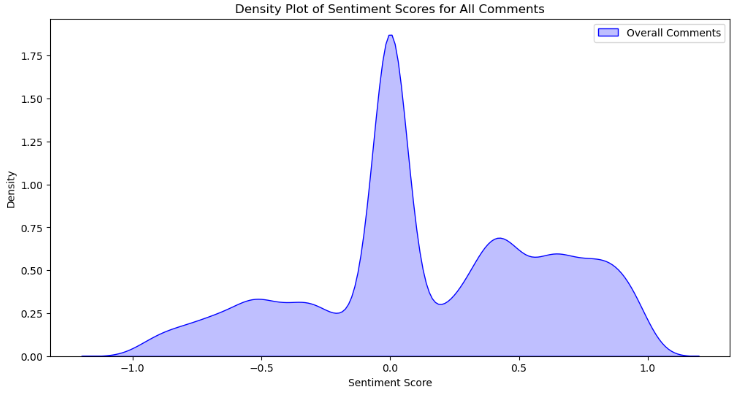 Density Plot of Sentiment Scores for All Comments
Overall Comments
1.75
1.50
1.25
1.00
0.75
0.50
0.25
0.00
Density
−1.0 −0.5 0.0 0.5 1.0
Sentiment Score